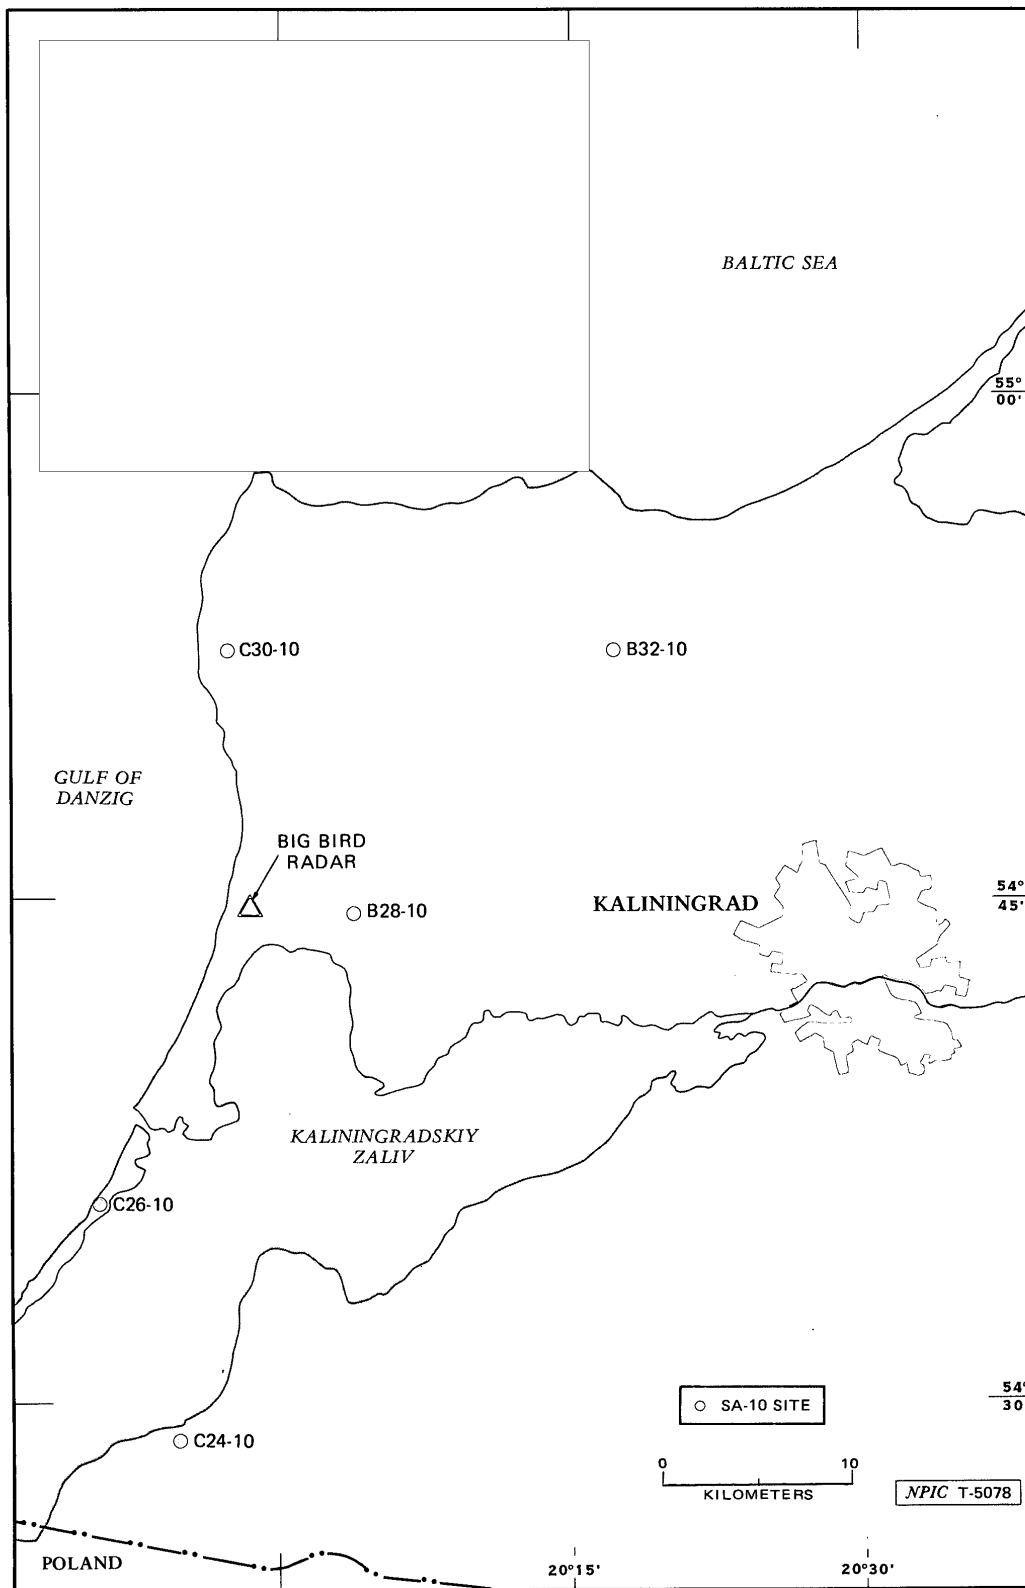 BALTIC SEA
55°
00'
C30-10
B32-10
GULF OF
DANZIG
BIG BIRD
RADAR
B28-10
KALININGRAD
54°
45'
KALININGRADSKIY
ZALIV
C26-10
54°
30
SA-10 SITE
C24-10
0 10
KILOMETERS
NPIC T-5078
POLAND
20°15'
20°30'